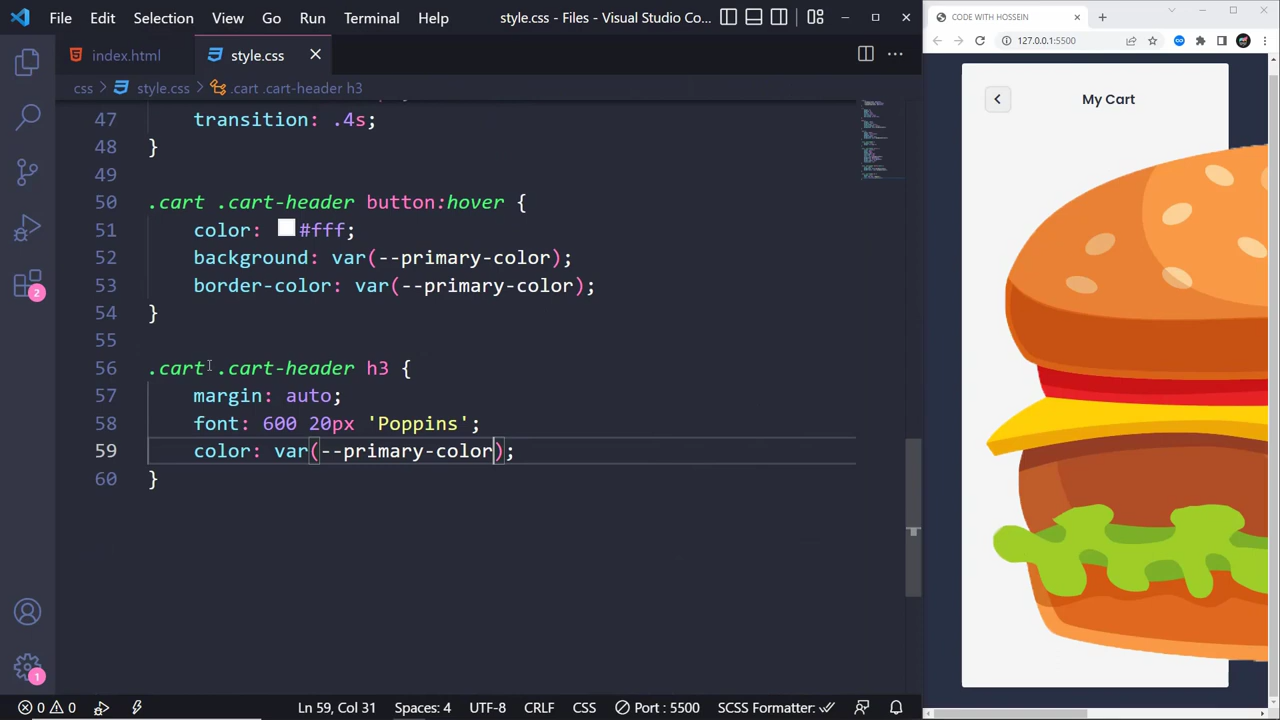 File Edit Selection View Go Run Terminal Help style.css - Files - Visual Studio Co...
index.html style.css
css style.css .cart .cart-header h3
47 transition: .4s;
48 }
49
50 .cart .cart-header button:hover {
51 color: #fff;
52 background: var(--primary-color);
53 border-color: var(--primary-color);
54 }
55
56 .cart .cart-header h3 {
57 margin: auto;
58 font: 600 20px 'Poppins';
59 color: var(--primary-color);
60 }
2
1
0 0 Ln 59, Col 31 Spaces: 4 UTF-8 CRLF CSS Port : 5500 SCSS Formatter:
CODE WITH HOSSEIN
127.0.0.1:5500
My Cart